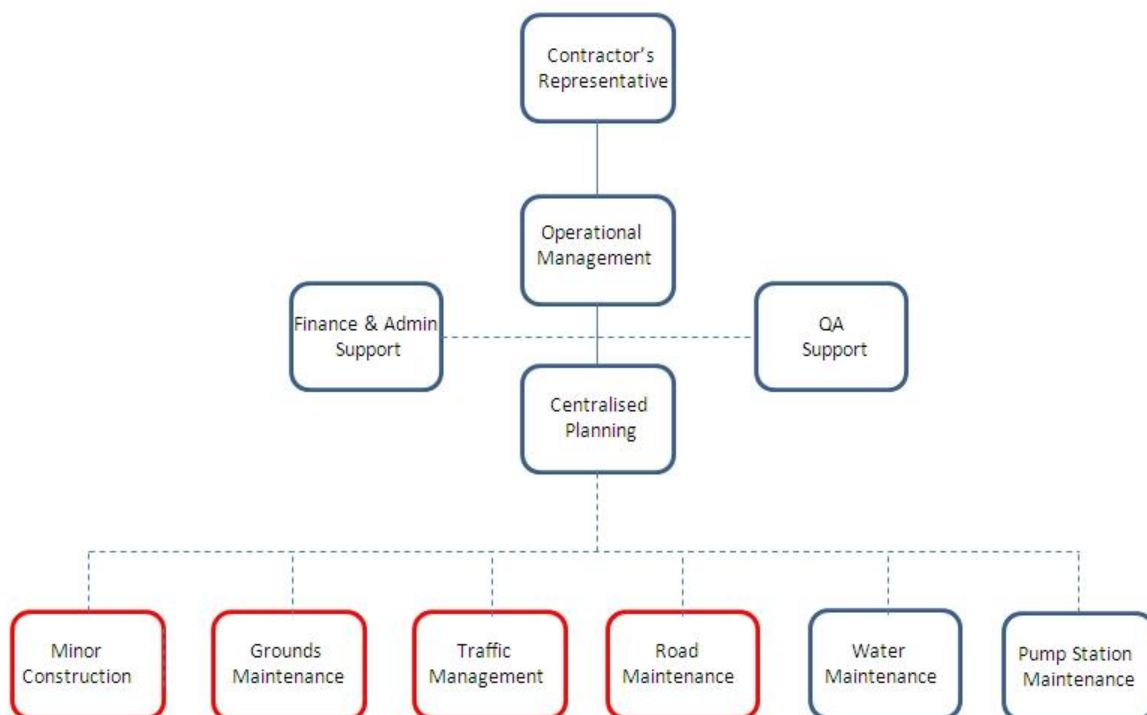 Contractor's
Representative
Operational
Management
Finance & Admin
Support
QA
Support
Centralised
Planning
Minor
Construction
Grounds
Maintenance
Traffic
Management
Road
Maintenance
Water
Maintenance
Pump Station
Maintenance